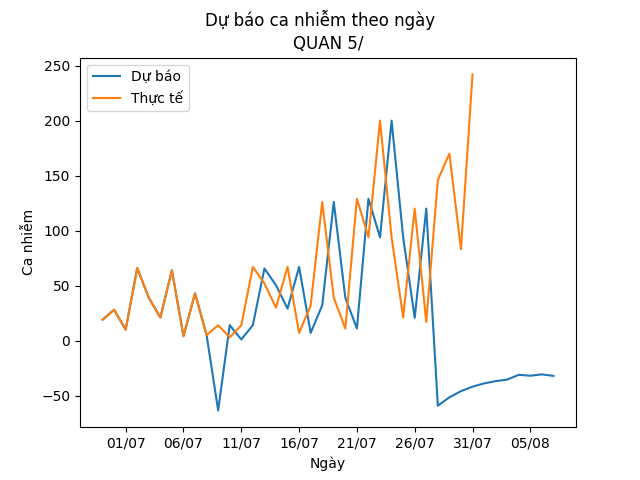 Dự báo ca nhiễm theo ngày
QUAN 5/
Dự báo
Thực tế
250
200
150
100
50
0
−50
Ca nhiễm
01/07 06/07 11/07 16/07 21/07 26/07 31/07 05/08
Ngày